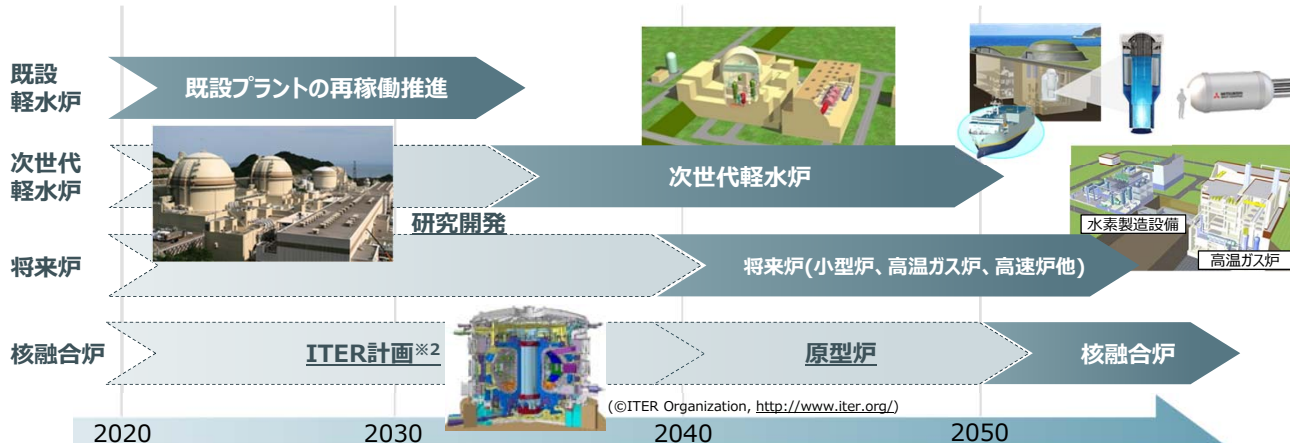 既設
軽水炉
既設プラントの再稼働推進
次世代
軽水炉
次世代軽水炉
研究開発
水素製造設備
高温ガス炉
将来炉
将来炉(小型炉、高温ガス炉、高速炉他)
核融合炉
ITER計画※2
原型炉
核融合炉
(©ITER Organization, http://www.iter.org/)
2020
2030
2040
2050